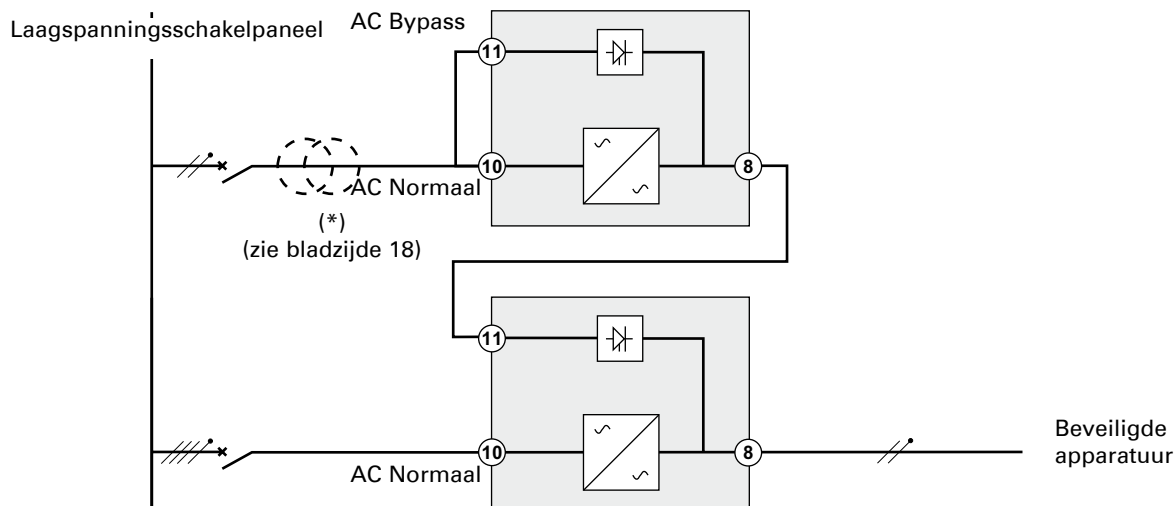 Laagspanningsschakelpaneel
AC Bypass
11
10
8
AC Normaal
(*)
(zie bladzijde 18)
11
10
8
AC Normaal
Beveiligde
apparatuur